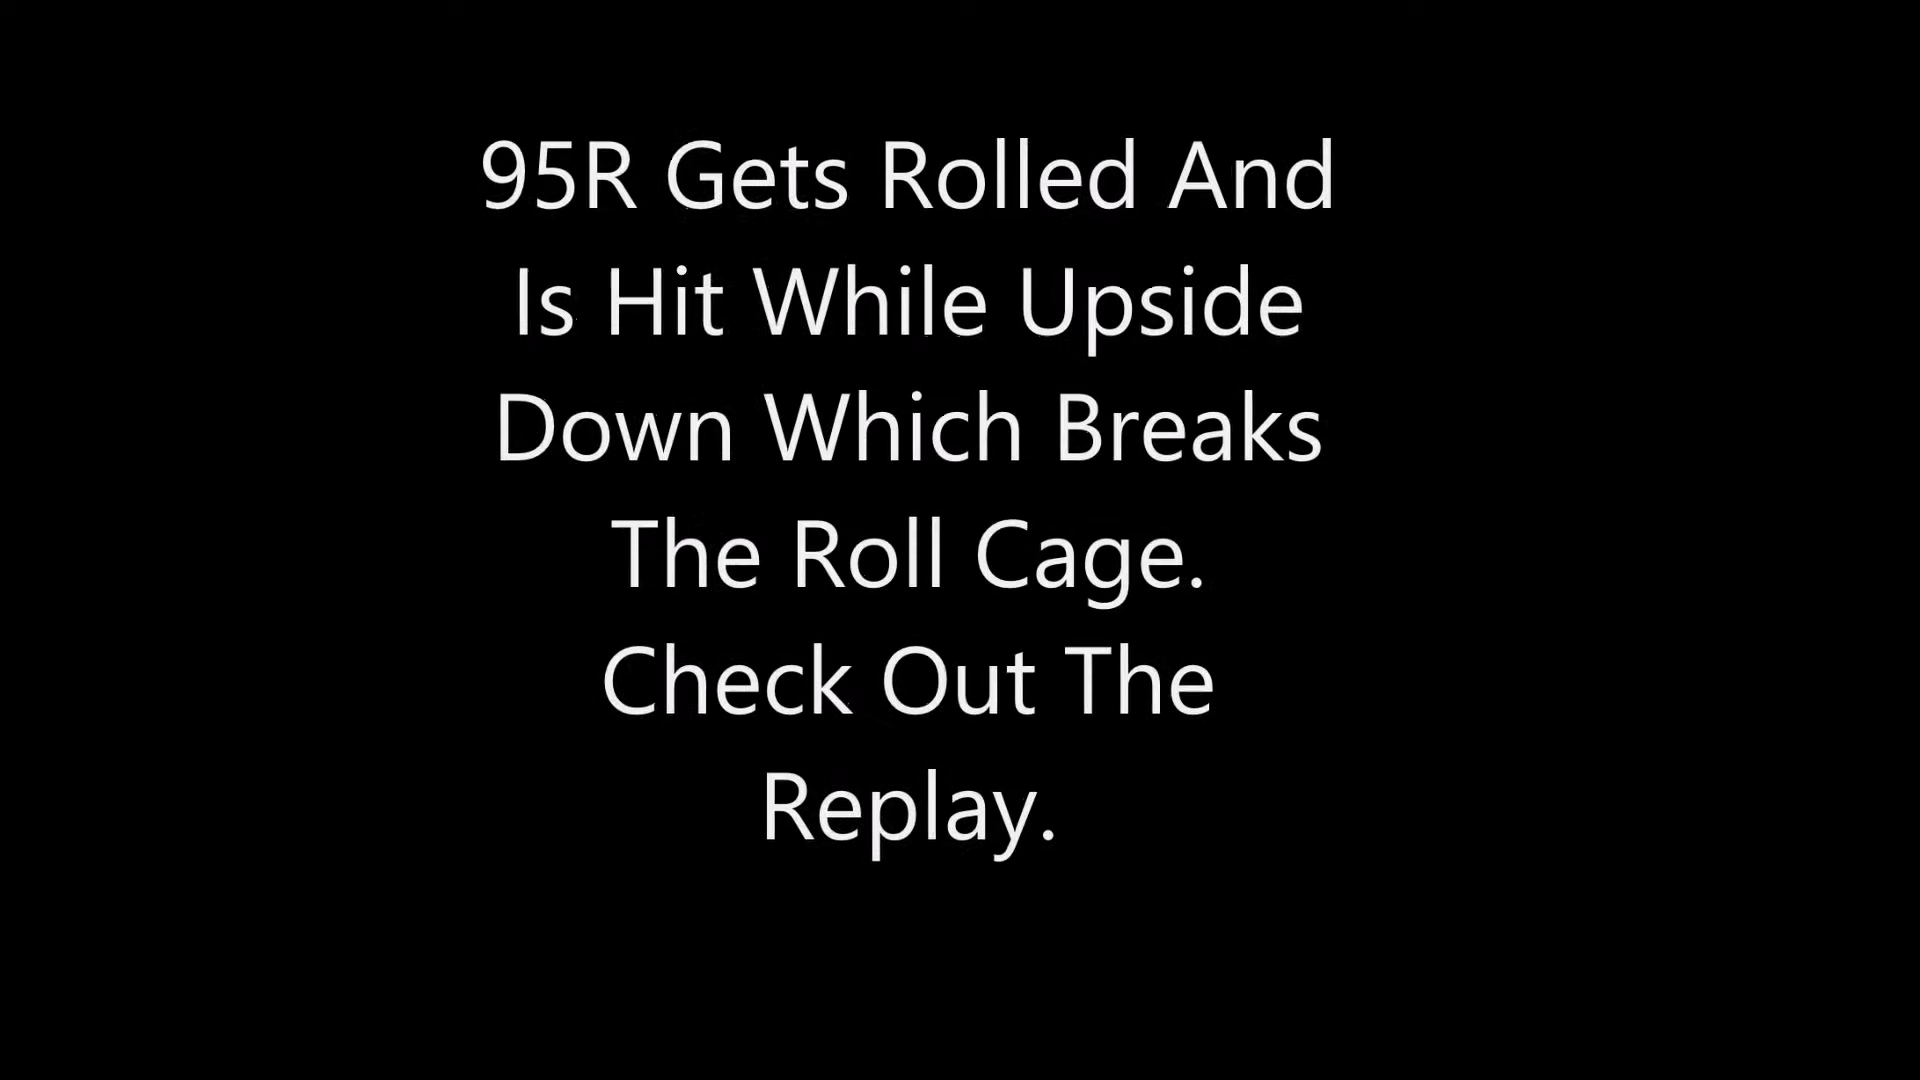 95R Gets Rolled And
Is Hit While Upside
Down Which Breaks
The Roll Cage.
Check Out The
Replay.